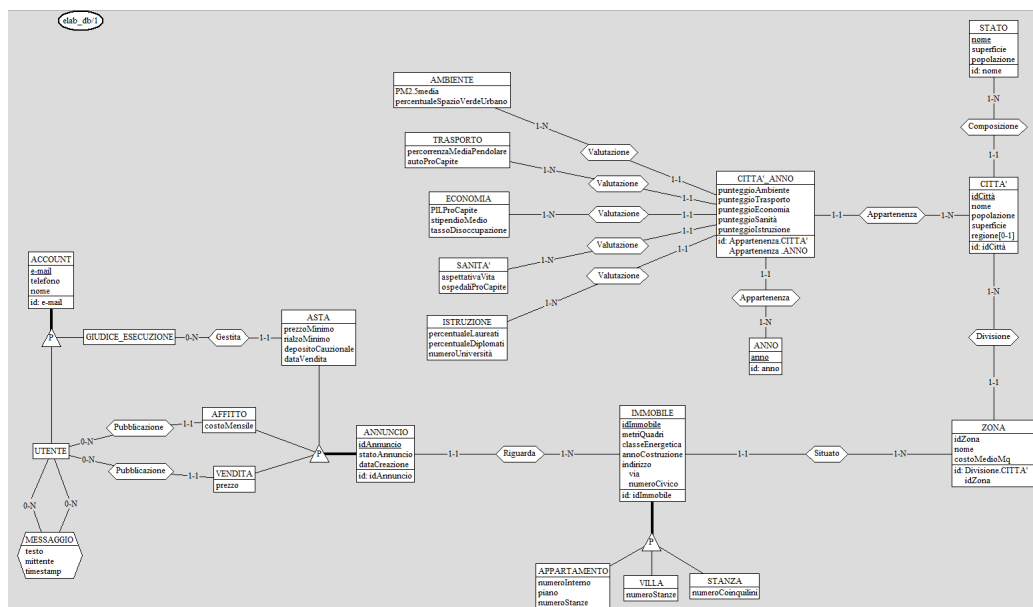 elab_db/1
STATO
nome
superficie
popolazione
id: nome
1-N
Composizione
1-1
AMBIENTE
PM2.5media
percentualeSpazioVerdeUrbano
1-N
Valutazione
1-1
TRASPORTO
percorrenzaMediaPendolare
autoProCapite
1-N
Valutazione
1-1
ECONOMIA
PILProCapite
stipendioMedio
tassoDisoccupazione
1-N
Valutazione
1-1
SANITA'
aspettativaVita
ospedaliProCapite
1-N
Valutazione
1-1
ISTRUZIONE
percentualeLaureati
percentualeDiplomati
numeroUniversità
1-N
Valutazione
1-1
CITTA'_ANNO
punteggioAmbiente
punteggioTrasporto
punteggioEconomia
punteggioSanità
punteggioIstruzione
id: Appartenenza.CITTA'
Appartenenza .ANNO
1-1
Appartenenza
1-N
CITTA'
idCittà
nome
popolazione
superficie
regione[0-1]
id: idCittà
1-1
Appartenenza
1-N
ANNO
anno
id: anno
1-N
Divisione
1-1
ACCOUNT
e-mail
telefono
nome
id: e-mail
P
GIUDICE_ESECUZIONE
0-N
Gestita
1-1
ASTA
prezzoMinimo
rialzoMinimo
depositoCauzionale
dataVendita
UTENTE
0-N
Pubblicazione
1-1
AFFITTO
costoMensile
0-N
Pubblicazione
1-1
VENDITA
prezzo
P
ANNUNCIO
idAnnuncio
statoAnnuncio
dataCreazione
id: idAnnuncio
1-1
Riguarda
1-N
IMMOBILE
idImmobile
metriQuadri
classeEnergetica
annoCostruzione
indirizzo
via
numeroCivico
id: idImmobile
1-1
Situato
1-N
ZONA
idZona
nome
costoMedioMq
id: Divisione.CITTA'
idZona
0-N
0-N
MESSAGGIO
testo
mittente
timestamp
P
APPARTAMENTO
numeroInterno
piano
numeroStanze
VILLA
numeroStanze
STANZA
numeroCoinquilini